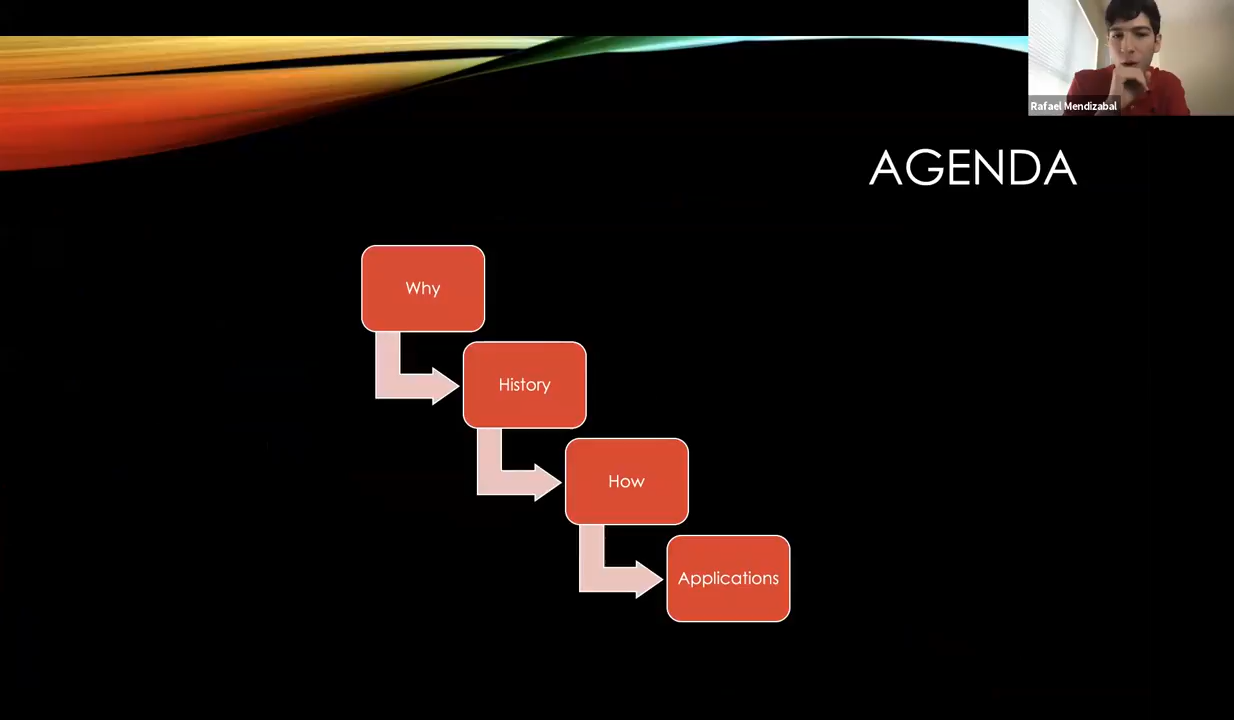 Rafael Mendizabal
AGENDA
Why
History
How
Applications